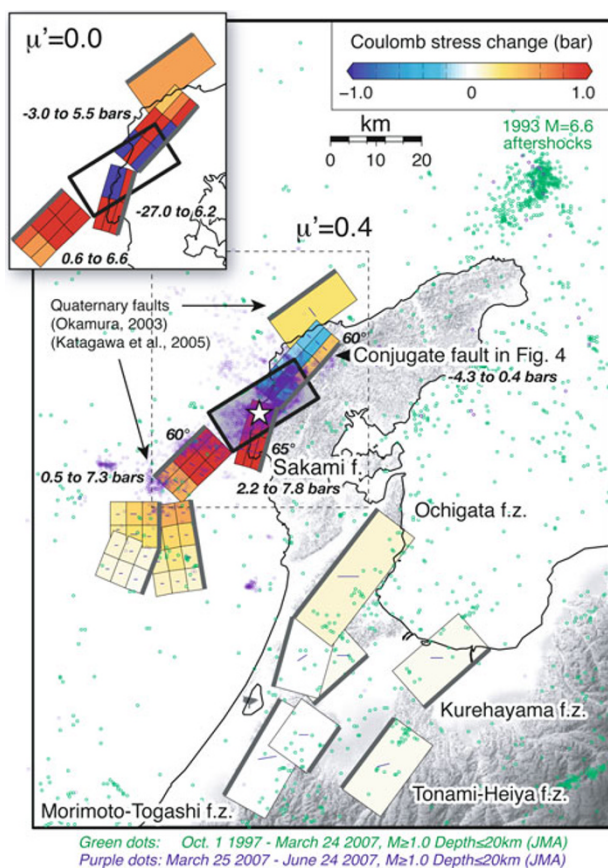 μ'=0.0
-3.0 to 5.5 bars
-27.0 to 6.2
0.6 to 6.6
Coulomb stress change (bar)
-1.0 0 1.0
km
0 10 20
1993 M=6.6
aftershocks
μ'=0.4
Quaternary faults
(Okamura, 2003)
(Katagawa et al., 2005)
60°
Conjugate fault in Fig. 4
-4.3 to 0.4 bars
60°
65°
Sakami f.
0.5 to 7.3 bars
2.2 to 7.8 bars
Ochigata f.z.
Kurehayama f.z.
Tonami-Heiya f.z.
Morimoto-Togashi f.z.
Green dots: Oct. 1 1997 - March 24 2007, M≥1.0 Depth≤20km (JMA)
Purple dots: March 25 2007 - June 24 2007, M≥1.0 Depth≤20km (JMA)